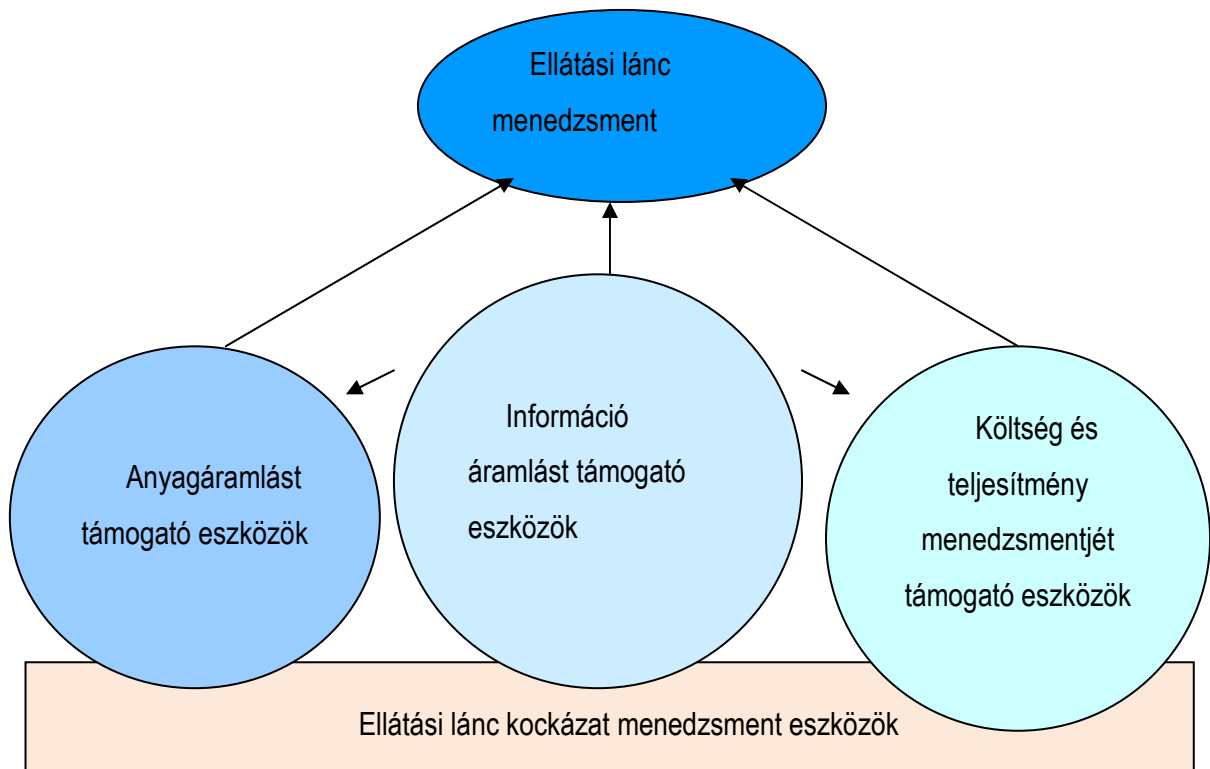 Ellátási lánc
menedzsment
Információ
áramlást támogató
eszközök
Anyagáramlást
támogató eszközök
Költség és
teljesítmény
menedzsmentjét
támogató eszközök
Ellátási lánc kockázat menedzsment eszközök